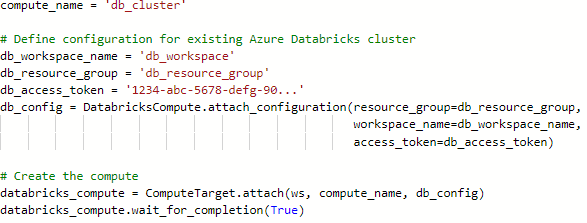 compute_name = 'db_cluster'
# Define configuration for existing Azure Databricks cluster
db_workspace_name = 'db_workspace'
db_resource_group = 'db_resource_group'
db_access_token = '1234-abc-5678-defg-90...'
db_config = DatabricksCompute.attach_configuration(resource_group=db_resource_group,
workspace_name=db_workspace_name,
access_token=db_access_token)
# Create the compute
databricks_compute = ComputeTarget.attach(ws, compute_name, db_config)
databricks_compute.wait_for_completion(True)